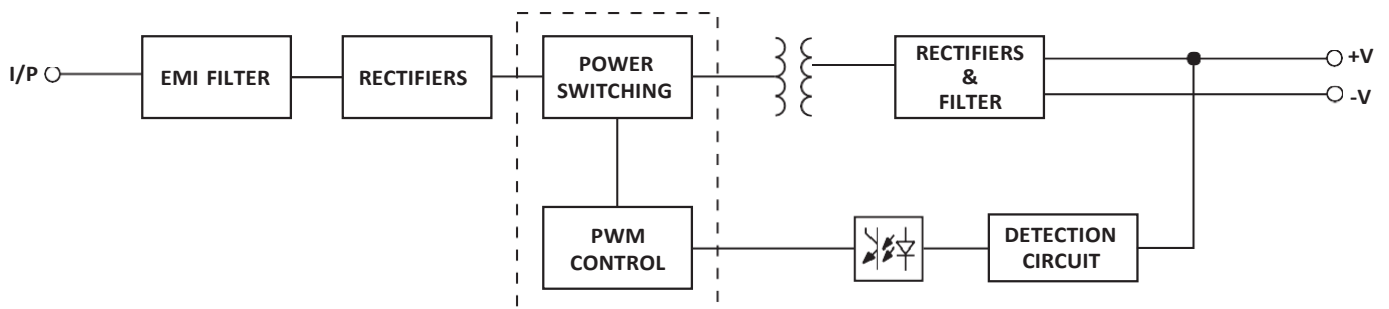 I/P
EMI FILTER
RECTIFIERS
POWER
SWITCHING
RECTIFIERS
&
FILTER
+V
-V
PWM
CONTROL
DETECTION
CIRCUIT